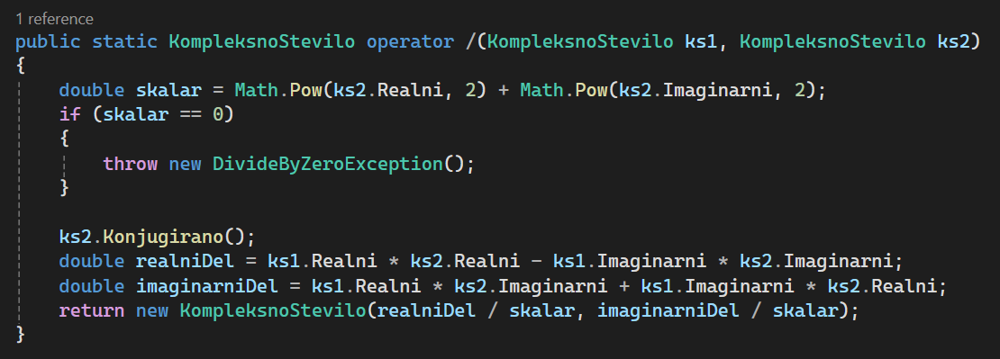 1 reference
public static KompleksnoStevilo operator /(KompleksnoStevilo ks1, KompleksnoStevilo ks2)
{
    double skalar = Math.Pow(ks2.Realni, 2) + Math.Pow(ks2.Imaginarni, 2);
    if (skalar == 0)
    {
        throw new DivideByZeroException();
    }

    ks2.Konjugirano();
    double realniDel = ks1.Realni * ks2.Realni - ks1.Imaginarni * ks2.Imaginarni;
    double imaginarniDel = ks1.Realni * ks2.Imaginarni + ks1.Imaginarni * ks2.Realni;
    return new KompleksnoStevilo(realniDel / skalar, imaginarniDel / skalar);
}